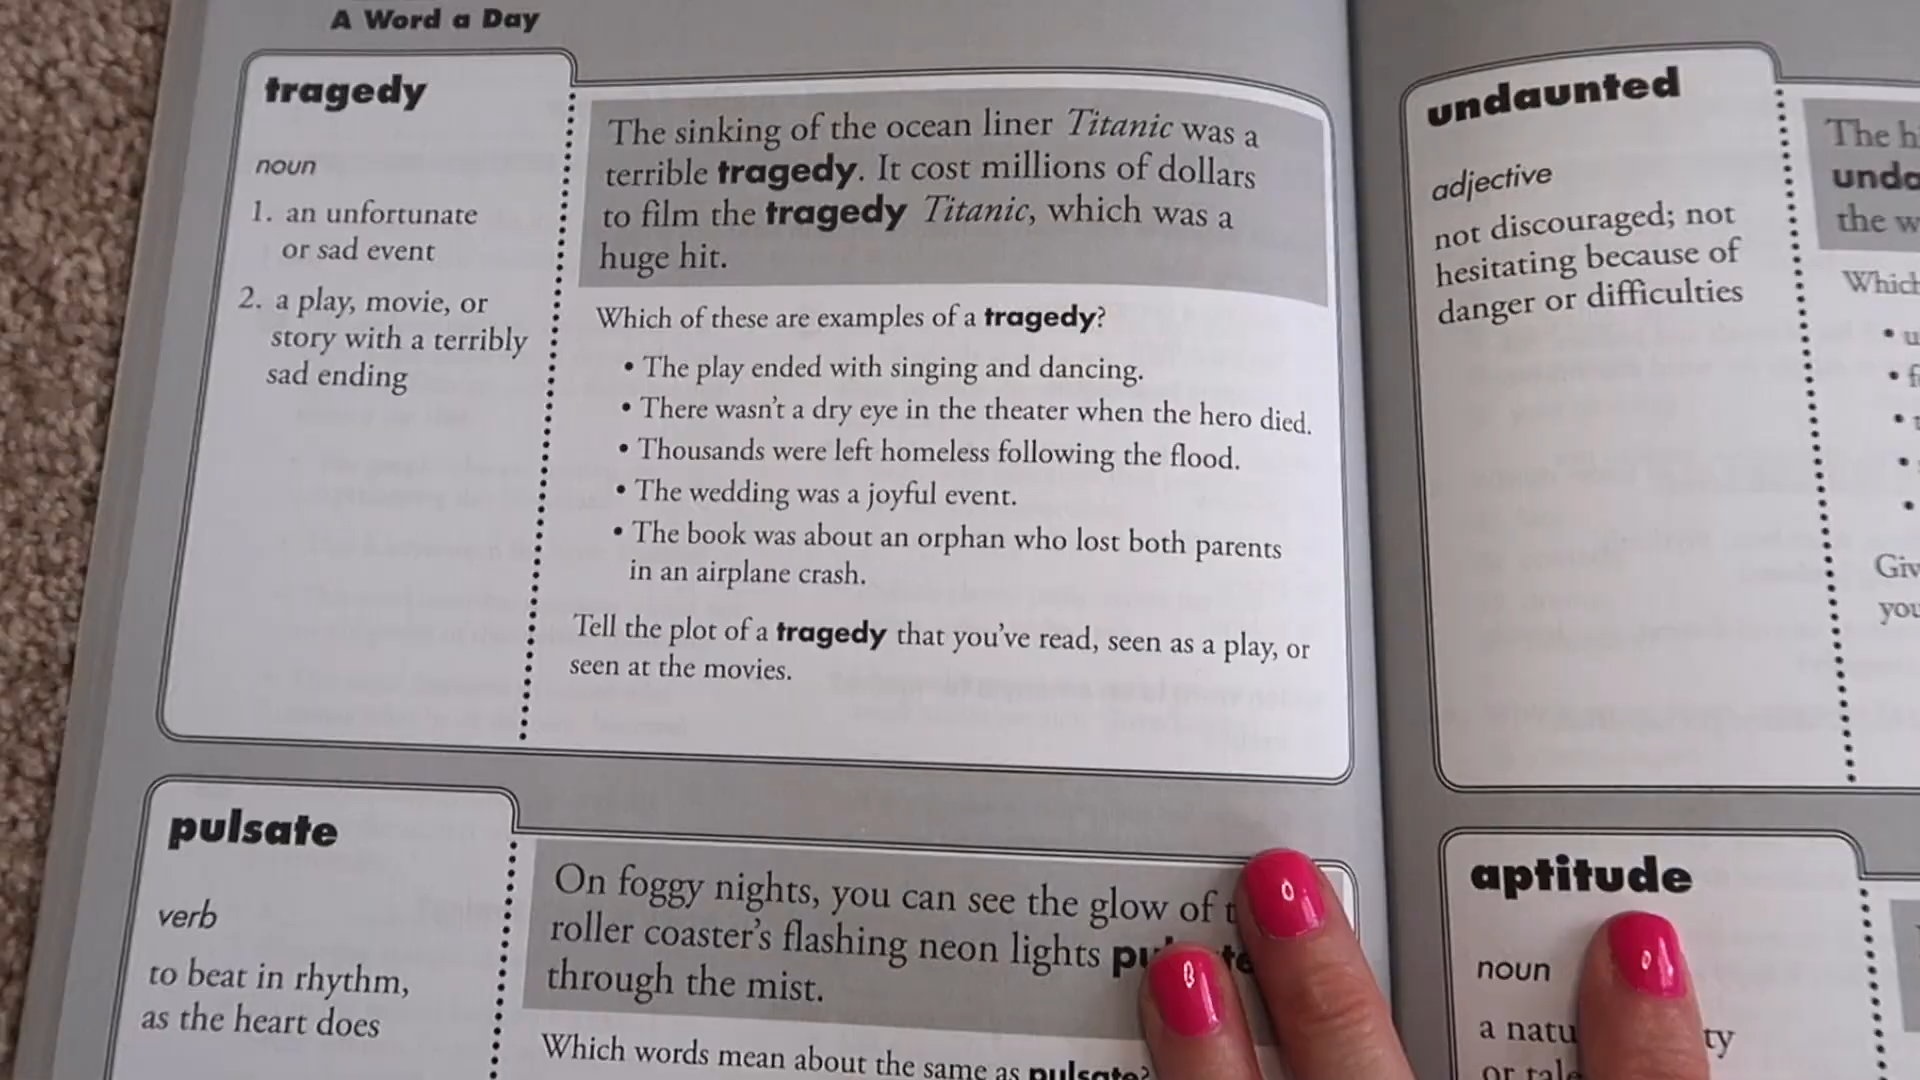 A Word a Day
tragedy
noun
1. an unfortunate
or sad event
2. a play, movie, or
story with a terribly
sad ending
The sinking of the ocean liner Titanic was a
terrible tragedy. It cost millions of dollars
to film the tragedy Titanic, which was a
huge hit.
Which of these are examples of a tragedy?
• The play ended with singing and dancing.
• There wasn't a dry eye in the theater when the hero died.
• Thousands were left homeless following the flood.
• The wedding was a joyful event.
• The book was about an orphan who lost both parents
in an airplane crash.
Tell the plot of a tragedy that you've read, seen as a play, or
seen at the movies.
pulsate
verb
to beat in rhythm,
as the heart does
On foggy nights, you can see the glow of
roller coaster's flashing neon lights
through the mist.
Which words mean about the same as pulsate?
undaunted
adjective
not discouraged; not
hesitating because of
danger or difficulties
The
the
aptitude
noun
a
or